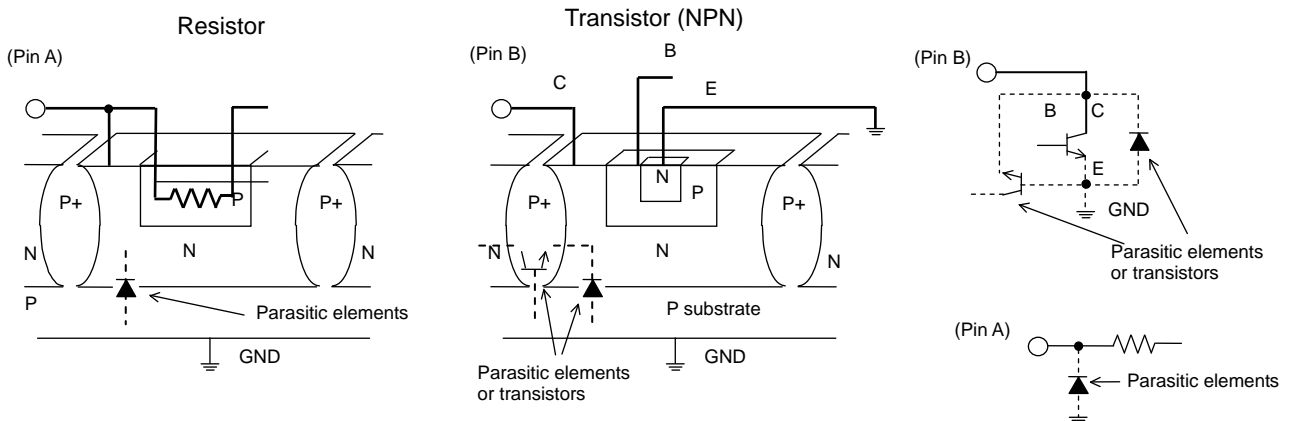 Resistor
(Pin A)
P+
P
P+
N
N
N
P
Parasitic elements
GND
Transistor (NPN)
(Pin B)
B
C
E
N
P
P+
P+
N
N
N
P substrate
GND
Parasitic elements
or transistors
(Pin B)
B
C
E
GND
Parasitic elements
or transistors
(Pin A)
Parasitic elements